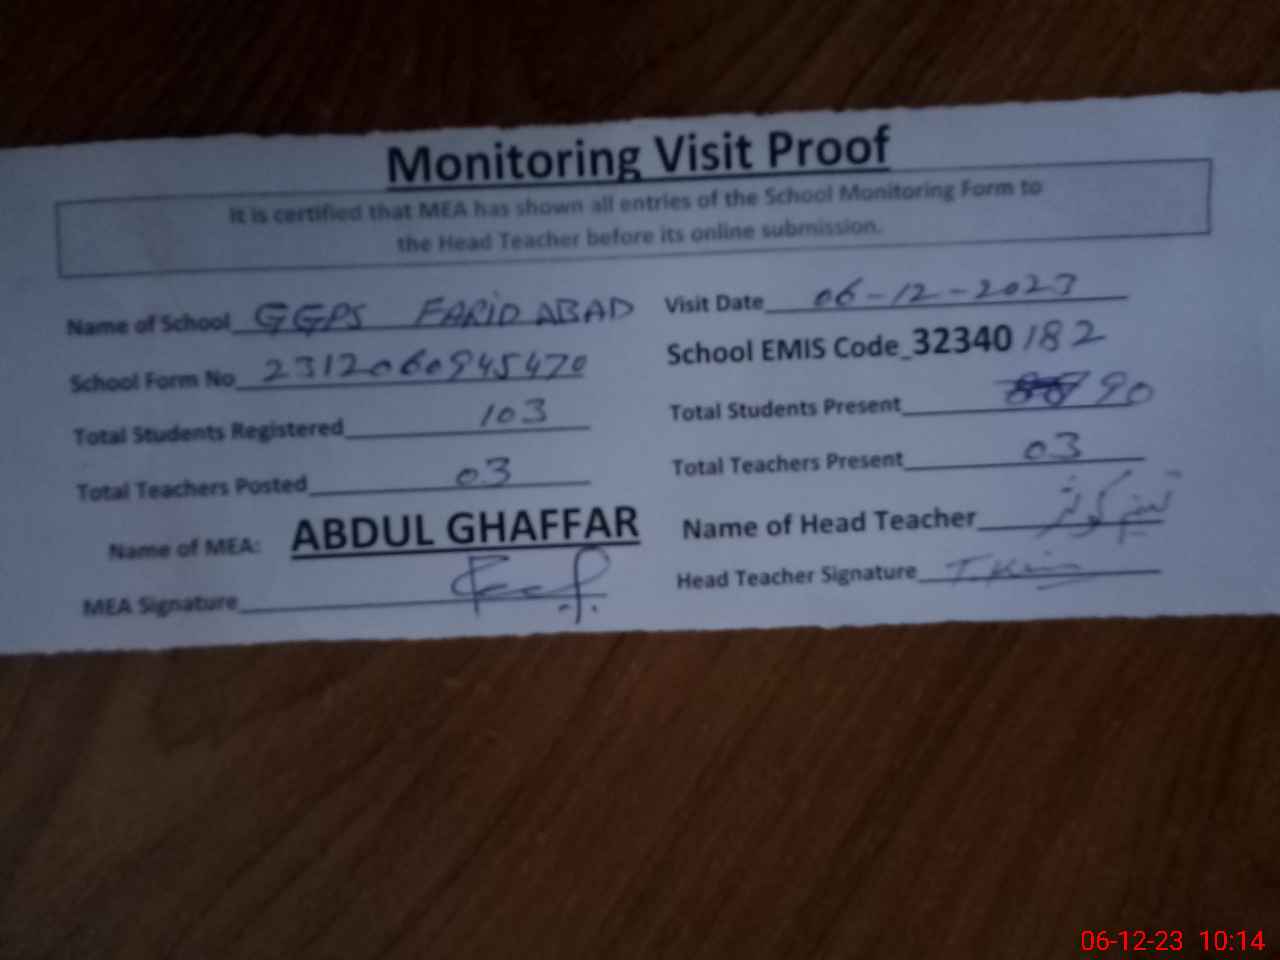 Monitoring Visit Proof
It is certified that MEA has shown all entries of the School Monitoring Form to
the Head Teacher before its online submission.
Name of School GGPS FARID ABAD
Visit Date 06-12-2023
School Form No 2312060945470
School EMIS Code 32340182
Total Students Registered 103
Total Students Present 90
Total Teachers Posted 03
Total Teachers Present 03
Name of MEA: ABDUL GHAFFAR
Name of Head Teacher تسنیم کوثر
MEA Signature
Head Teacher Signature
06-12-23 10:14